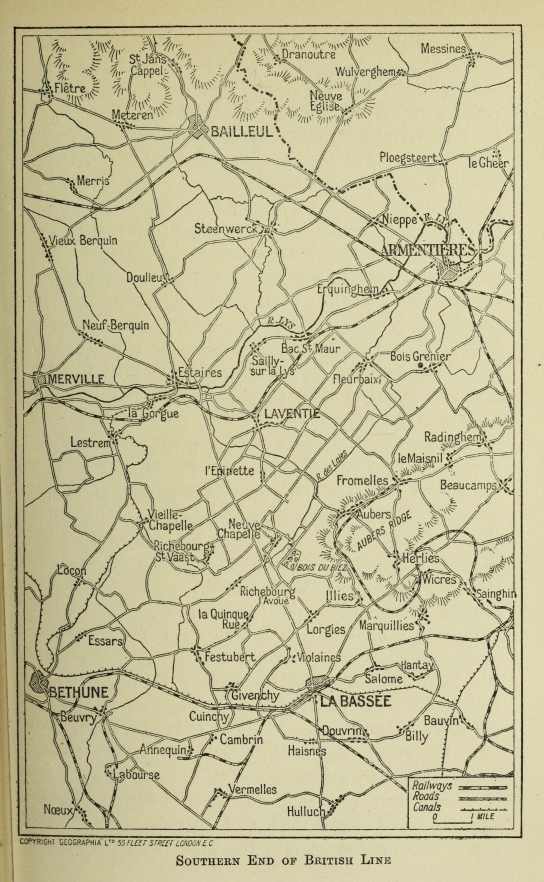 Messines
St Jans
Cappel
Dranoutre
Wulverghem
Flêtre
Neuve
Eglise
Meteren
BAILLEUL
Ploegsteert
le Gheer
Merris
Nieppe
R. LYS
Steenwerck
Vieux Berquin
ARMENTIÈRES
Doulieu
Erquinghem
Neuf-Berquin
R. LYS
Bac St Maur
Sailly-
sur la Lys
Bois Grenier
MERVILLE
Estaires
Fleurbaix
la Gorgue
LAVENTIE
Lestrem
Radinghem
le Maisnil
l'Epinette
R. des Laies
Fromelles
Beaucamps
Aubers
AUBERS RIDGE
Vieille-
Chapelle
Neuve
Chapelle
Richebourg
St Vaast
BOIS DU BIEZ
Herlies
Locon
Wicres
Sainghin
Richebourg
l'Avoué
Illies
la Quinque
Rue
Lorgies
Marquillies
Essars
Festubert
Violaines
Hantay
Salome
BETHUNE
Givenchy
LA BASSÉE
Beuvry
Cuinchy
Bauvin
Cambrin
Douvrin
Billy
Annequin
Haisnes
Labourse
Vermelles
Nœux
Hulluch
Railways
Roads
Canals
0 1 MILE
COPYRIGHT GEOGRAPHIA LTD 55 FLEET STREET LONDON E.C
SOUTHERN END OF BRITISH LINE